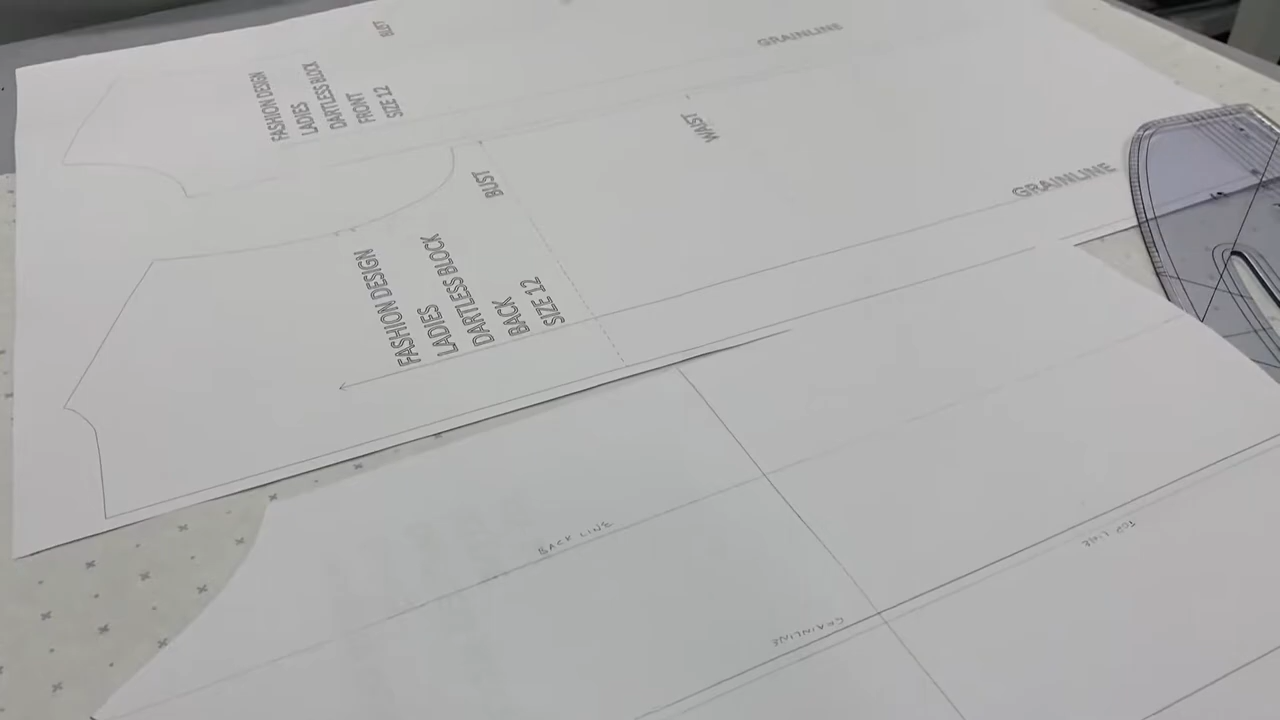 BUST
FASHION DESIGN
LADIES
DARTLESS BLOCK
FRONT
SIZE 12
GRAINLINE
WAIST
BUST
GRAINLINE
FASHION DESIGN
LADIES
DARTLESS BLOCK
BACK
SIZE 12
BACK LINE
TOP LINE
GRAINLINE